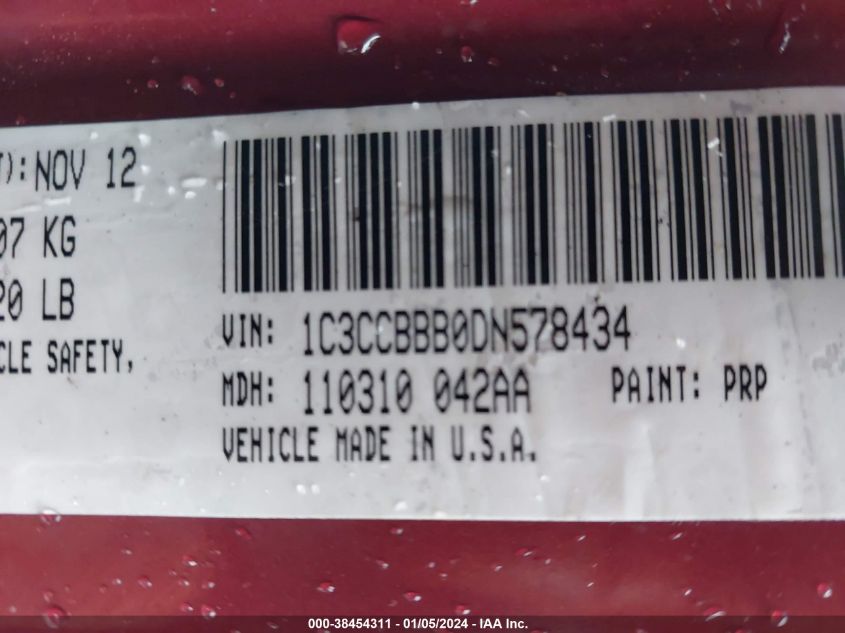 T): NOV 12
07 KG
20 LB
CLE SAFETY,
VIN: 1C3CCBBB0DN578434
MDH: 110310 042AA PAINT: PRP
VEHICLE MADE IN U.S.A.
000-38454311 - 01/05/2024 - IAA Inc.